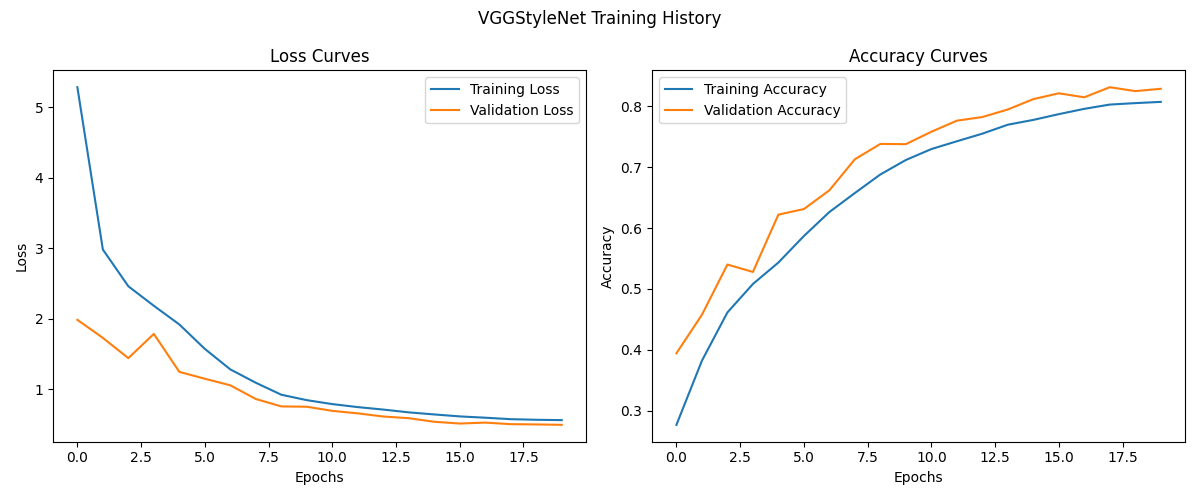 VGGStyleNet Training History
Loss Curves
Training Loss
Validation Loss
5
4
3
2
1
Loss
0.0 2.5 5.0 7.5 10.0 12.5 15.0 17.5
Epochs
Accuracy Curves
Training Accuracy
Validation Accuracy
0.8
0.7
0.6
0.5
0.4
0.3
Accuracy
0.0 2.5 5.0 7.5 10.0 12.5 15.0 17.5
Epochs